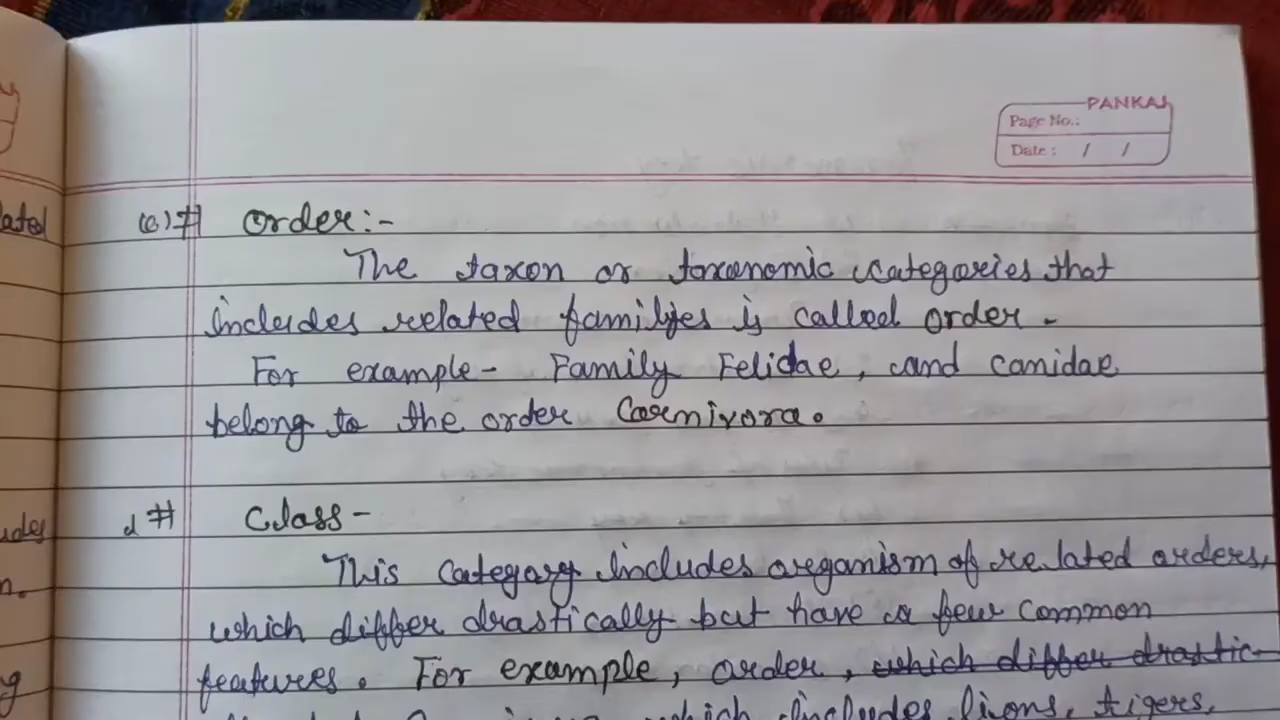 PANKAJ
Page No.:
Date : / /
(c) # Order:-
The taxon or taxonomic categories that
includes related families is called order.
For example- Family Felidae, and canidae
belong to the order Carnivora.
d # Class-
This category includes organism of related orders,
which differ drastically but have a few common
features. For example, order, which differ drastic-
which includes lions, tigers,
lated
udes
n.
g